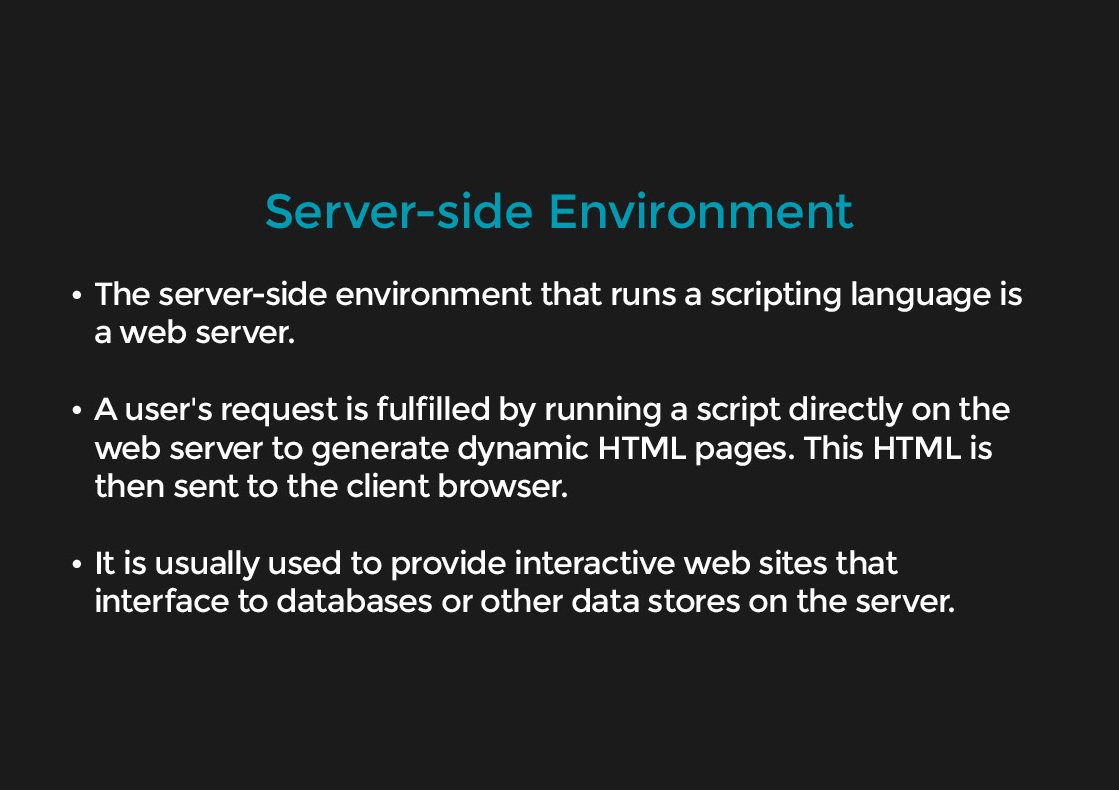 Server-side Environment
• The server-side environment that runs a scripting language is
a web server.
• A user's request is fulfilled by running a script directly on the
web server to generate dynamic HTML pages. This HTML is
then sent to the client browser.
• It is usually used to provide interactive web sites that
interface to databases or other data stores on the server.